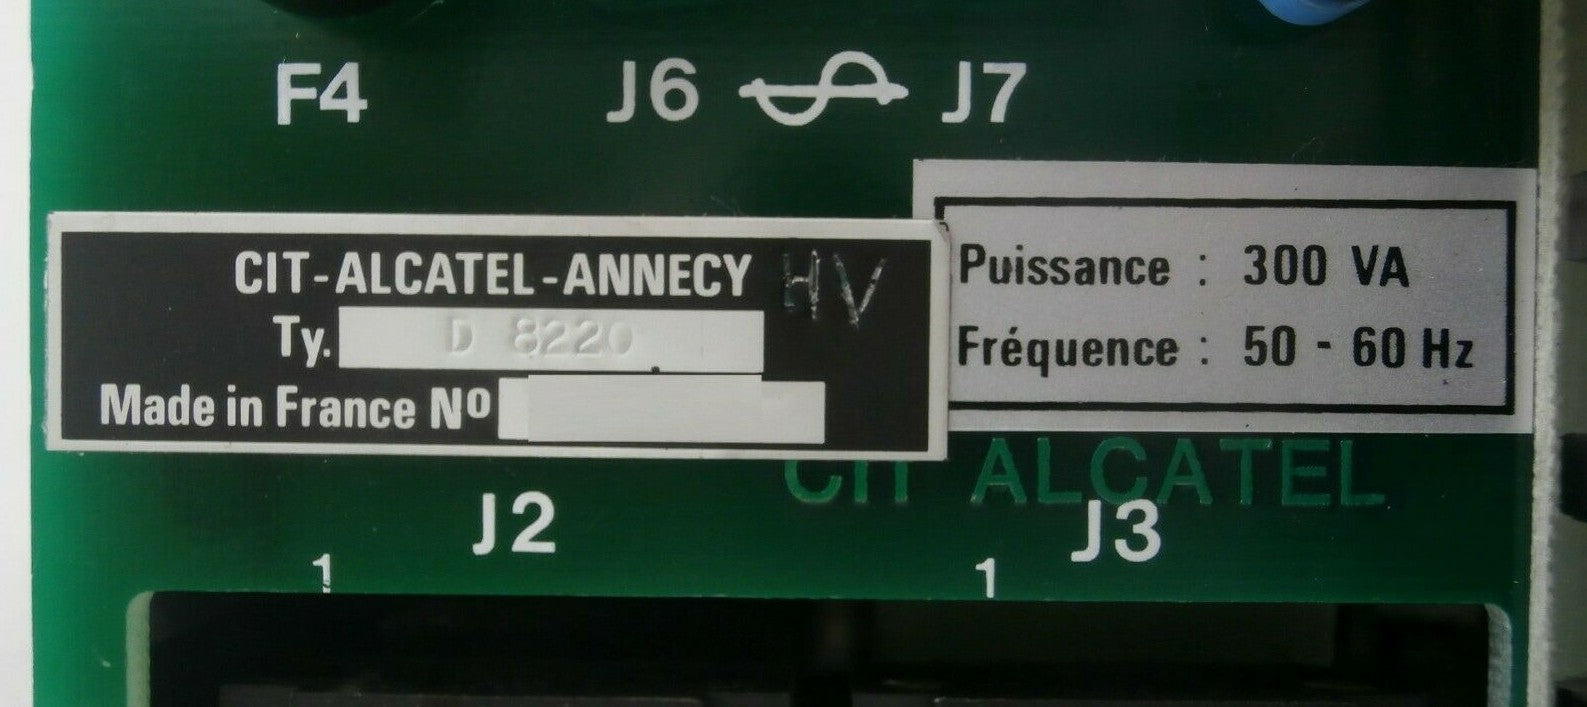 F4
J6 J7
CIT-ALCATEL-ANNECY HV
Ty. D 8220
Made in France Nº
Puissance : 300 VA
Fréquence : 50 - 60 Hz
CIT ALCATEL
J2
J3
1
1